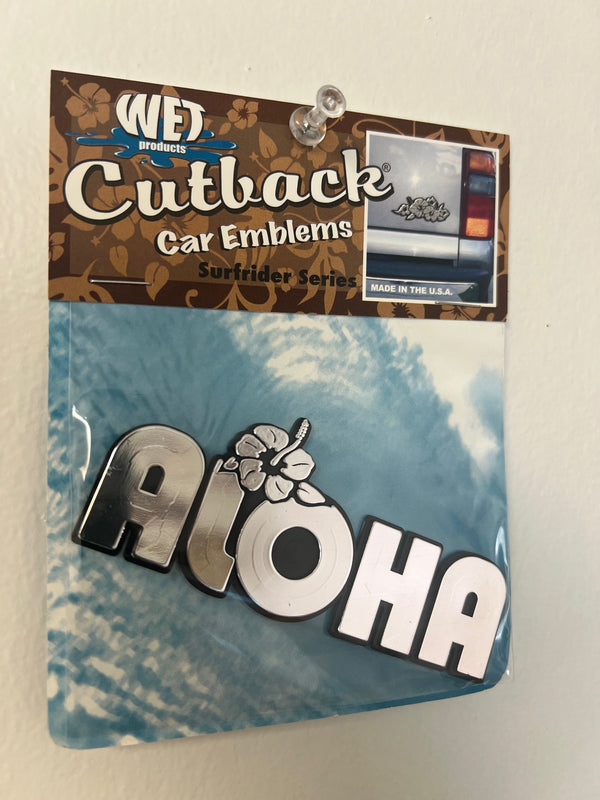 WET
products
Cutback®
Car Emblems
Surfrider Series
MADE IN THE U.S.A.
ALOHA